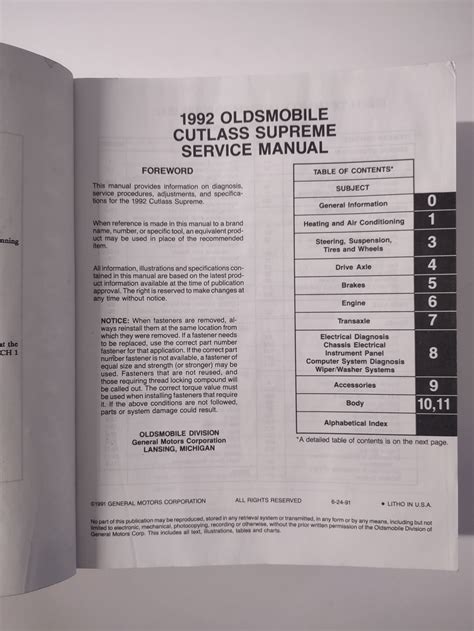 1992 OLDSMOBILE
CUTLASS SUPREME
SERVICE MANUAL
FOREWORD
This manual provides information on diagnosis,
service procedures, adjustments, and specifica-
tions for the 1992 Cutlass Supreme.
When reference is made in this manual to a brand
name, number, or specific tool, an equivalent prod-
uct may be used in place of the recommended
item.
All information, illustrations and specifications con-
tained in this manual are based on the latest prod-
uct information available at the time of publication
approval. The right is reserved to make changes at
any time without notice.
NOTICE: When fasteners are removed, al-
ways reinstall them at the same location from
which they were removed. If a fastener needs
to be replaced, use the correct part number
fastener for that application. If the correct part
number fastener is not available, a fastener of
equal size and strength (or stronger) may be
used. Fasteners that are not reused, and
those requiring thread locking compound will
be called out. The correct torque value must
be used when installing fasteners that require
it. If the above conditions are not followed,
parts or system damage could result.
OLDSMOBILE DIVISION
General Motors Corporation
LANSING, MICHIGAN
TABLE OF CONTENTS*
SUBJECT
General Information 0
Heating and Air Conditioning 1
Steering, Suspension,
Tires and Wheels 3
Drive Axle 4
Brakes 5
Engine 6
Transaxle 7
Electrical Diagnosis
Chassis Electrical
Instrument Panel 8
Computer System Diagnosis
Wiper/Washer Systems
Accessories 9
Body 10,11
Alphabetical Index
*A detailed table of contents is on the next page.
©1991 GENERAL MOTORS CORPORATION ALL RIGHTS RESERVED 6-24-91 ● LITHO IN U.S.A.
No part of this publication may be reproduced, stored in any retrieval system or transmitted, in any form or by any means, including but not
limited to electronic, mechanical, photocopying, recording or otherwise, without the prior written permission of the Oldsmobile Division of
General Motors Corp. This includes all text, illustrations, tables and charts.
nning
at the
CH 1